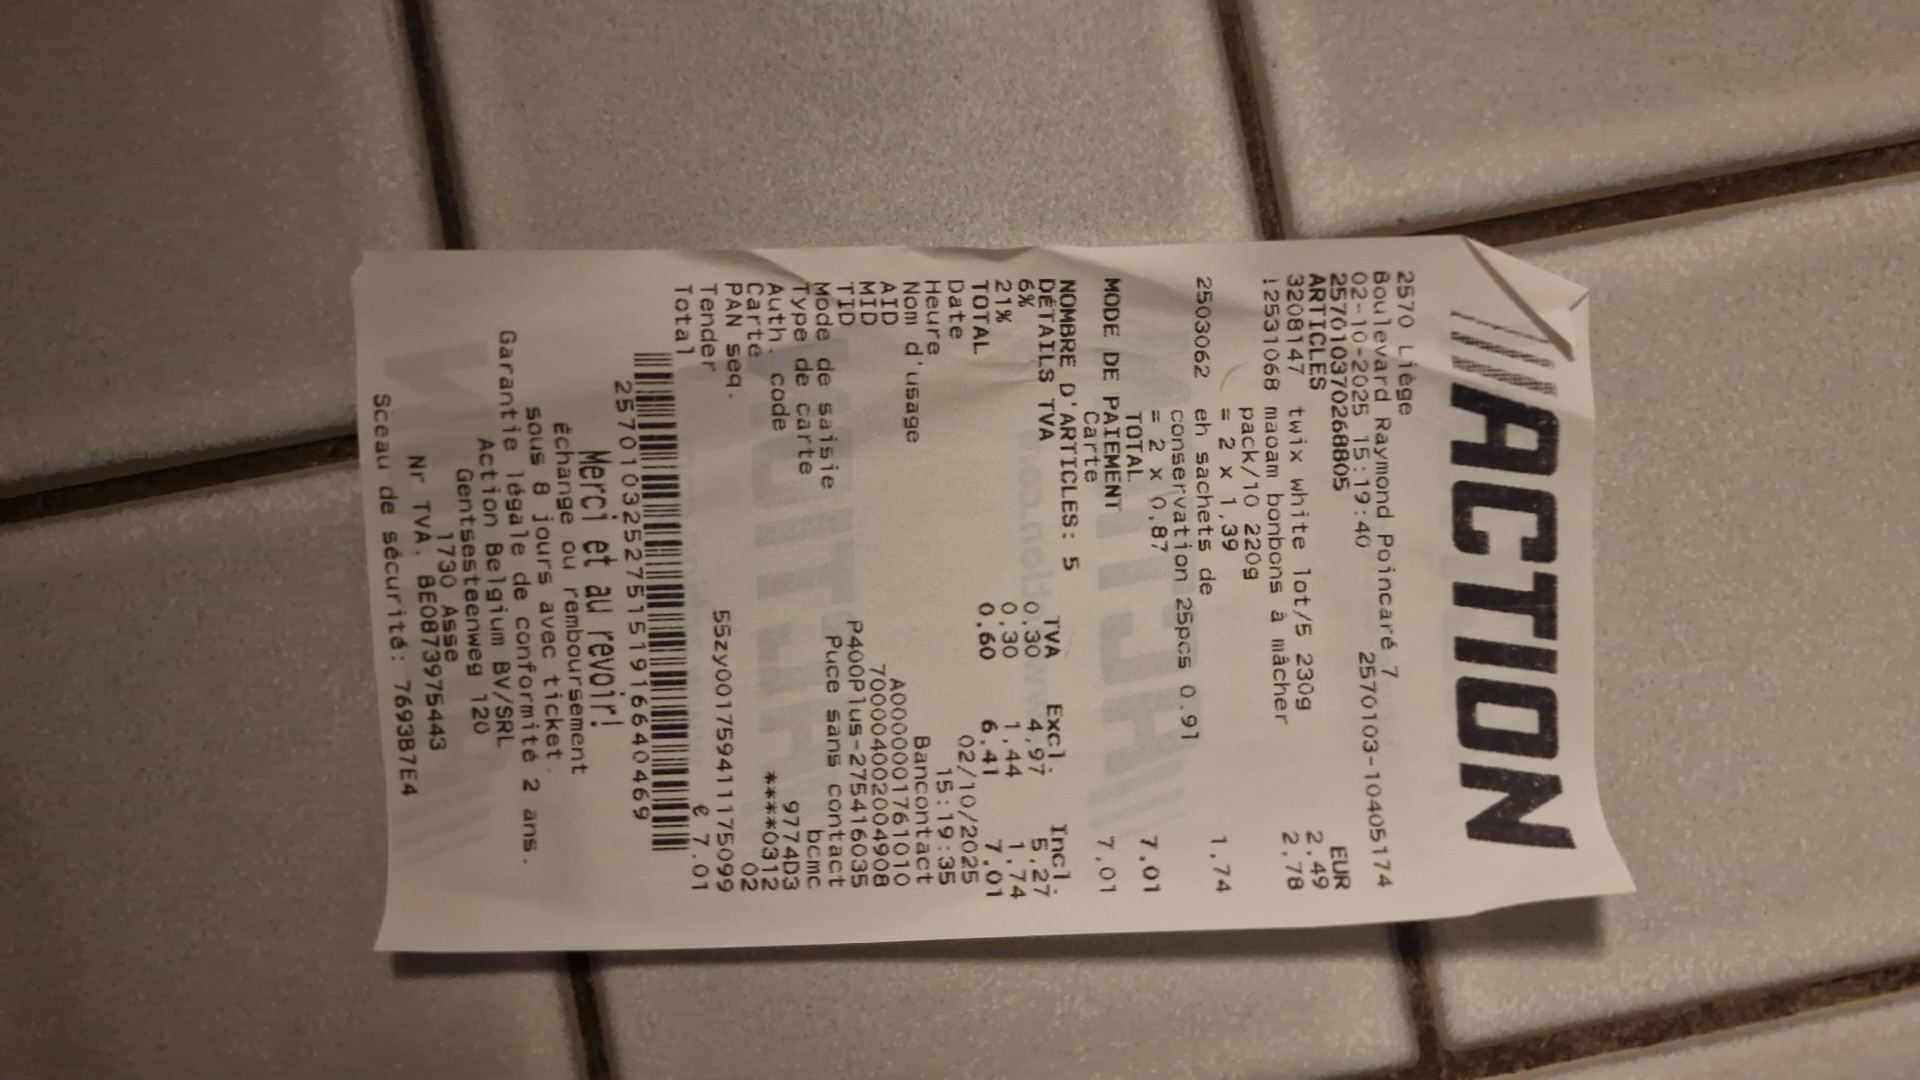 ACTION
2570 Liège
Boulevard Raymond Poincaré 7
02-10-2025 15:19:40 2570103-10405174
257010370268805
ARTICLES EUR
3208147 twix white lot/5 230g 2,49
!2531068 maoam bonbons à mâcher 2,78
pack/10 220g
= 2 x 1,39
2503062 eh sachets de 1,74
conservation 25pcs 0.91
= 2 x 0,87
TOTAL 7,01
MODE DE PAIEMENT
Carte 7,01
NOMBRE D'ARTICLES: 5
DÉTAILS TVA TVA Excl. Incl.
6% 0,30 4,97 5,27
21% 0,30 1,44 1,74
TOTAL 0,60 6,41 7,01
Date 02/10/2025
Heure 15:19:35
Nom d'usage Bancontact
AID A0000001761010
MID 700004002004908
TID P400Plus-275416035
Mode de saisie Puce sans contact
Type de carte bcmc
Auth. code 9774D3
Carte ****0312
PAN seq. 02
Tender 55zy001759411175099
Total € 7.01
257010325275151916640469
Merci et au revoir!
Échange ou remboursement
sous 8 jours avec ticket.
Garantie légale de conformité 2 ans.
Action Belgium BV/SRL
Gentsesteenweg 120
1730 Asse
Nr TVA. BE0873975443
Sceau de sécurité: 7693B7E4